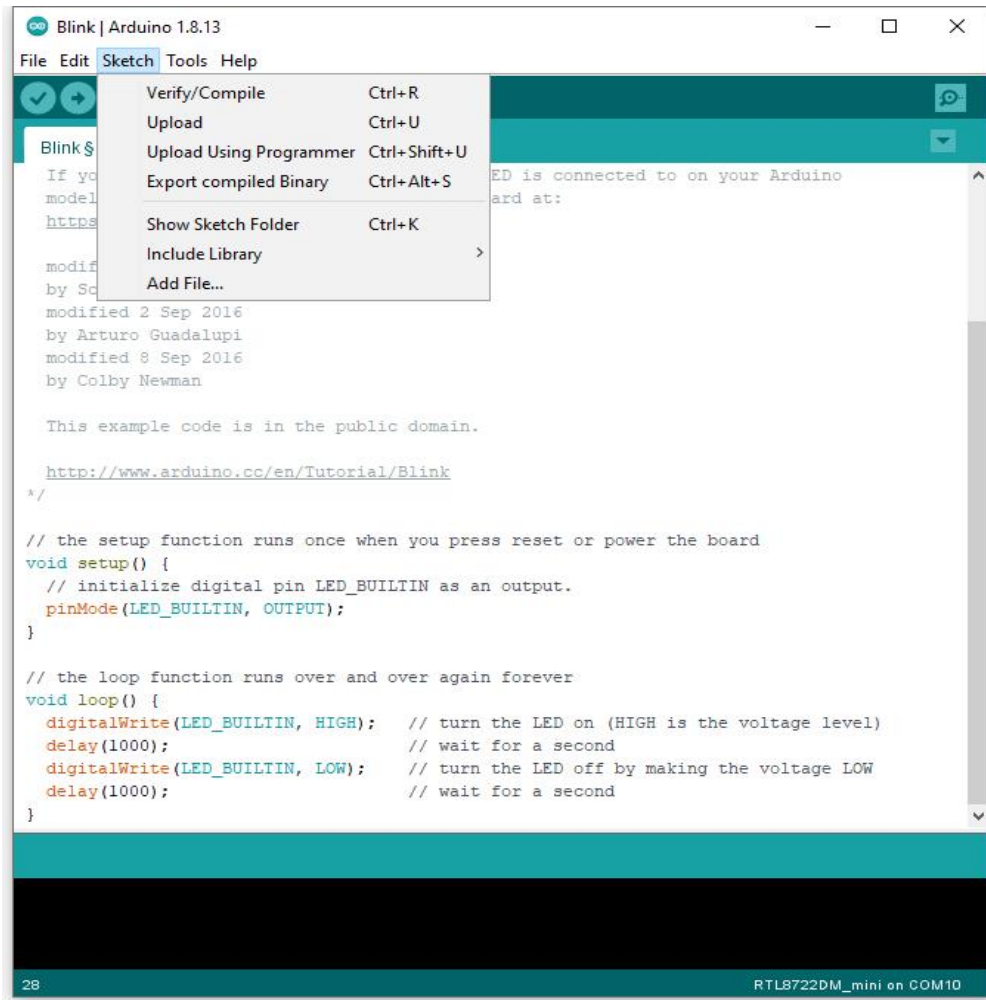 Blink | Arduino 1.8.13
File Edit Sketch Tools Help
Verify/Compile Ctrl+R
Upload Ctrl+U
Upload Using Programmer Ctrl+Shift+U
Export compiled Binary Ctrl+Alt+S
Show Sketch Folder Ctrl+K
Include Library >
Add File...
Blink §
If yo ED is connected to on your Arduino
model ard at:
https
modif
by Sc
modified 2 Sep 2016
by Arturo Guadalupi
modified 8 Sep 2016
by Colby Newman
This example code is in the public domain.
http://www.arduino.cc/en/Tutorial/Blink
*/
// the setup function runs once when you press reset or power the board
void setup() {
// initialize digital pin LED_BUILTIN as an output.
pinMode(LED_BUILTIN, OUTPUT);
}
// the loop function runs over and over again forever
void loop() {
digitalWrite(LED_BUILTIN, HIGH); // turn the LED on (HIGH is the voltage level)
delay(1000); // wait for a second
digitalWrite(LED_BUILTIN, LOW); // turn the LED off by making the voltage LOW
delay(1000); // wait for a second
}
28 RTL8722DM_mini on COM10